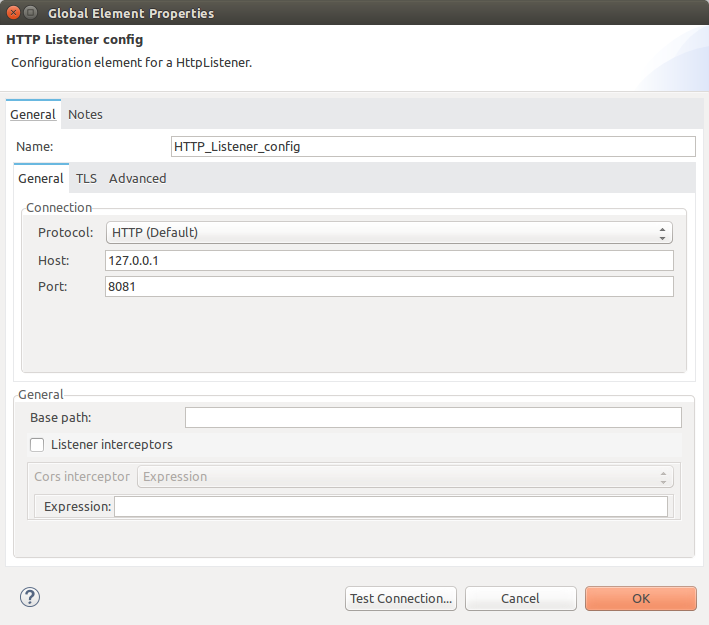 Global Element Properties
HTTP Listener config
Configuration element for a HttpListener.
General Notes
Name: HTTP_Listener_config
General TLS Advanced
Connection
Protocol: HTTP (Default)
Host: 127.0.0.1
Port: 8081
General
Base path:
Listener interceptors
Cors interceptor Expression
Expression:
? Test Connection... Cancel OK